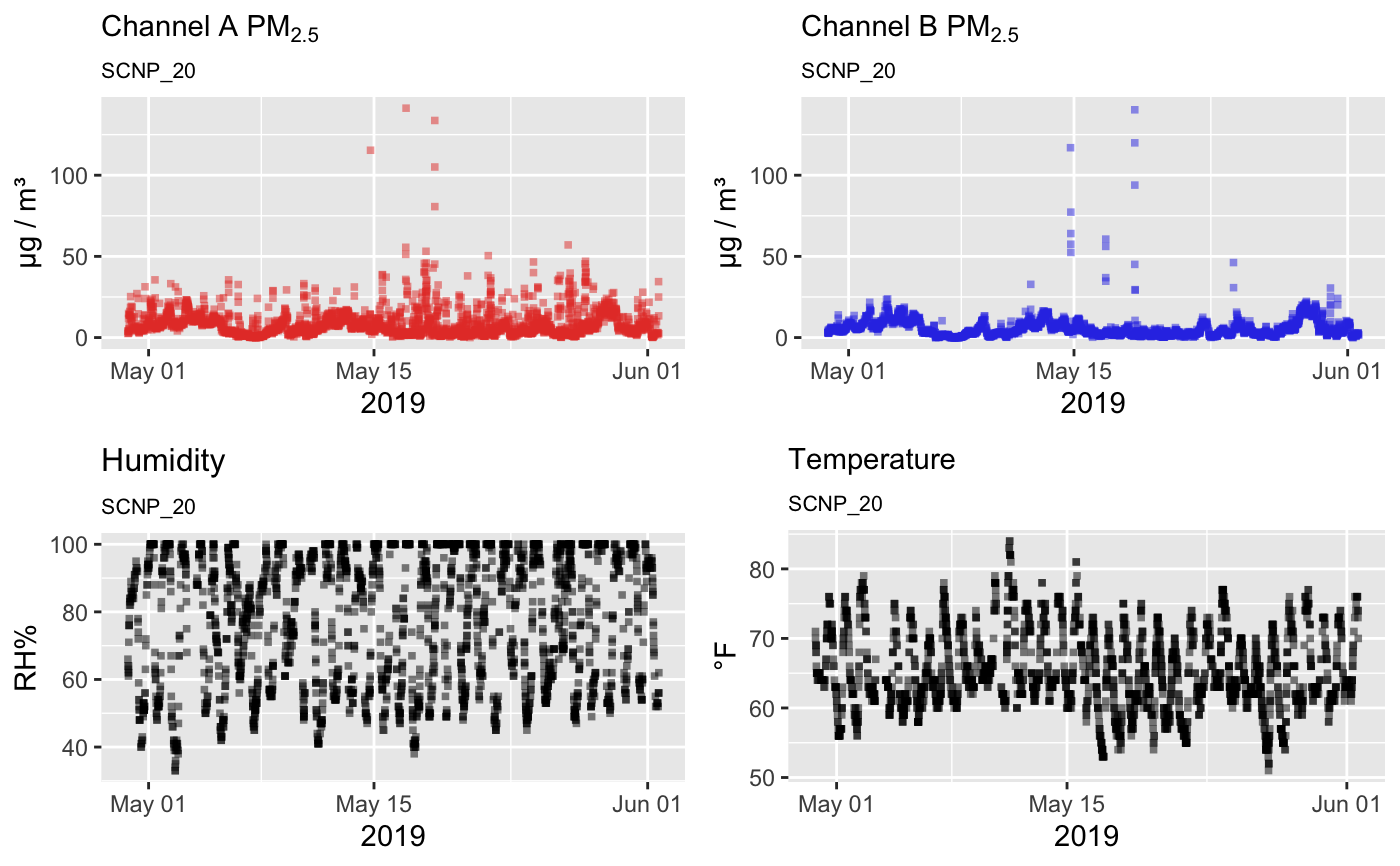 Channel A PM2.5
SCNP_20
µg / m³
100
50
0
May 01 May 15 Jun 01
2019
Channel B PM2.5
SCNP_20
µg / m³
100
50
0
May 01 May 15 Jun 01
2019
Humidity
SCNP_20
RH%
100
80
60
40
May 01 May 15 Jun 01
2019
Temperature
SCNP_20
°F
80
70
60
50
May 01 May 15 Jun 01
2019